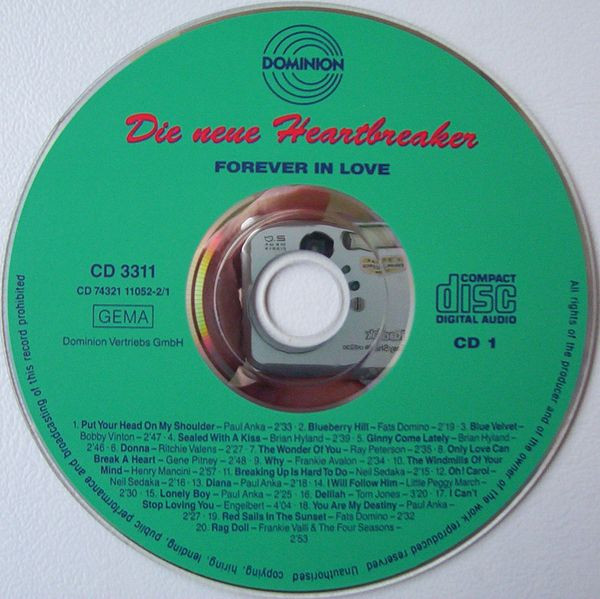 DOMINION
Die neue Heartbreaker
FOREVER IN LOVE
CD 3311
CD 74321 11052-2/1
GEMA
Dominion Vertriebs GmbH
COMPACT
disc
DIGITAL AUDIO
CD 1
1. Put Your Head On My Shoulder – Paul Anka - 2'33 - 2. Blueberry Hill – Fats Domino - 2'19 - 3. Blue Velvet –
Bobby Vinton - 2'47 - 4. Sealed With A Kiss – Brian Hyland - 2'39 - 5. Ginny Come Lately – Brian Hyland –
2'46 - 6. Donna – Ritchie Valens - 2'27 - 7. The Wonder Of You – Ray Peterson - 2'35 - 8. Only Love Can
Break A Heart – Gene Pitney - 2'48 - 9. Why – Frankie Avalon - 2'34 - 10. The Windmills Of Your
Mind – Henry Mancini - 2'57 - 11. Breaking Up Is Hard To Do – Neil Sedaka - 2'15 - 12. Oh! Carol –
Neil Sedaka - 2'16 - 13. Diana – Paul Anka - 2'18 - 14. I Will Follow Him – Little Peggy March –
2'30 - 15. Lonely Boy – Paul Anka - 2'25 - 16. Delilah – Tom Jones - 3'20 - 17. I Can't
Stop Loving You – Engelbert - 4'04 - 18. You Are My Destiny – Paul Anka –
2'27 - 19. Red Sails In The Sunset – Fats Domino - 2'32
20. Rag Doll – Frankie Valli & The Four Seasons –
2'53
All rights of the producer and of the owner of the work reproduced reserved. Unauthorised copying, hiring, lending, public performance and broadcasting of this record prohibited